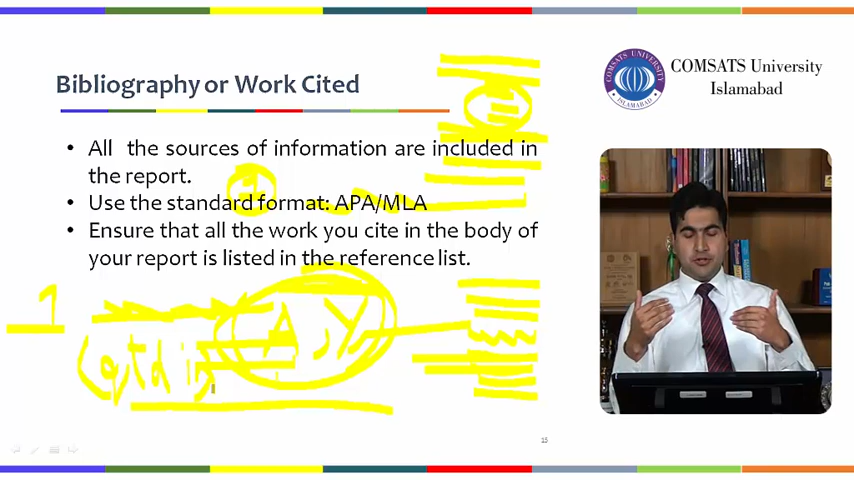 Bibliography or Work Cited
COMSATS University
Islamabad
COMSATS UNIVERSITY
ISLAMABAD
• All the sources of information are included in
the report.
• Use the standard format: APA/MLA
• Ensure that all the work you cite in the body of
your report is listed in the reference list.
1
A, Y
15